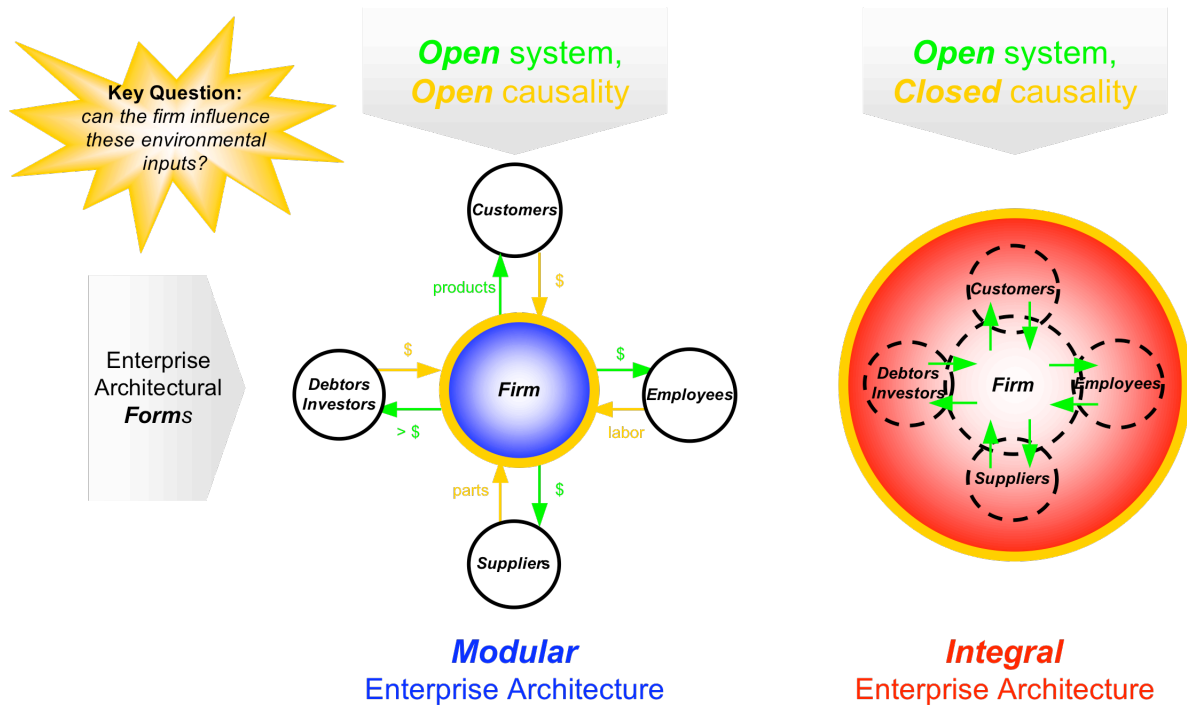 Key Question:
can the firm influence
these environmental
inputs?
Open system,
Open causality
Open system,
Closed causality
Enterprise
Architectural
Forms
Customers
products
$
$
Debtors
Investors
> $
Firm
$
Employees
labor
parts
$
Suppliers
Customers
Debtors
Investors
Firm
Employees
Suppliers
Modular
Enterprise Architecture
Integral
Enterprise Architecture